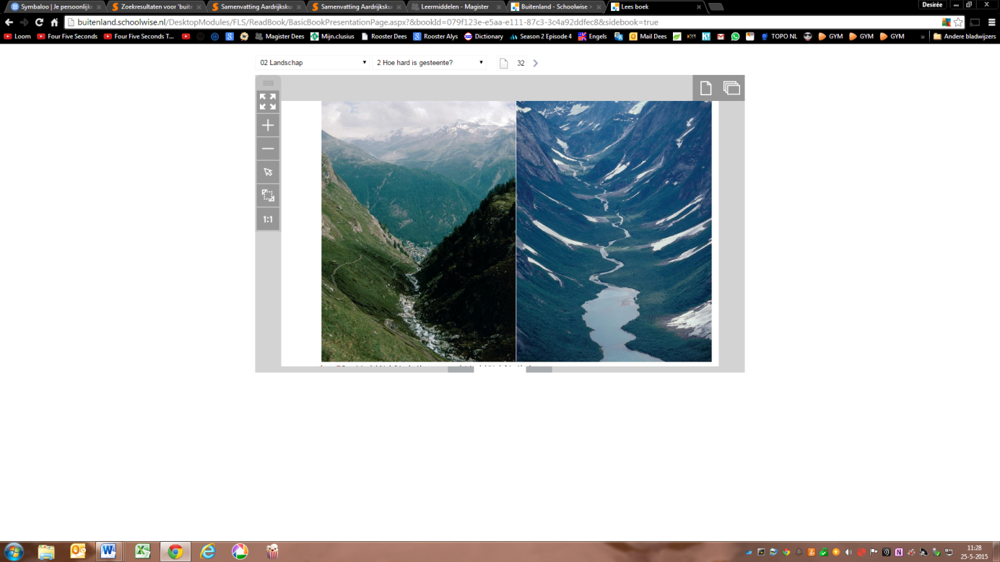 Symbaloo | Je persoonlijke
Zoekresultaten voor 'buite
Samenvatting Aardrijksku
Samenvatting Aardrijksku
Leermiddelen - Magister
Buitenland - Schoolwise >
Lees boek
Desirée
buitenland.schoolwise.nl/DesktopModules/FLS/ReadBook/BasicBookPresentationPage.aspx?&bookId=079f123e-e5aa-e111-87c3-3c4a92ddfec8&sidebook=true
Loom
Four Five Seconds
Four Five Seconds T...
Magister Dees
Mijn.clusius
Rooster Dees
Rooster Alys
Dictionary
Season 2 Episode 4
Engels
Mail Dees
TOPO NL
GYM
GYM
GYM
»
Andere bladwijzers
02 Landschap
2 Hoe hard is gesteente?
32
1:1
11:28
25-5-2015